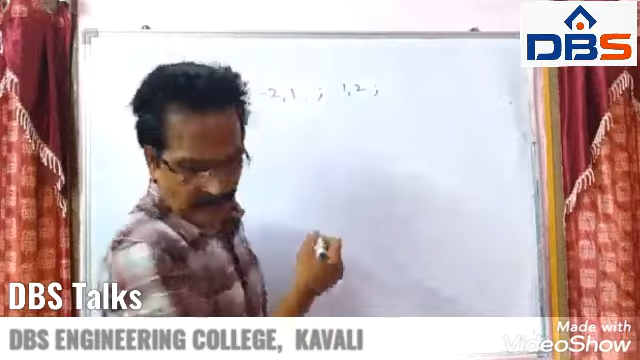 DBS
-2, 1 ; 1, 2 ;
DBS Talks
DBS ENGINEERING COLLEGE, KAVALI
Made with
VideoShow